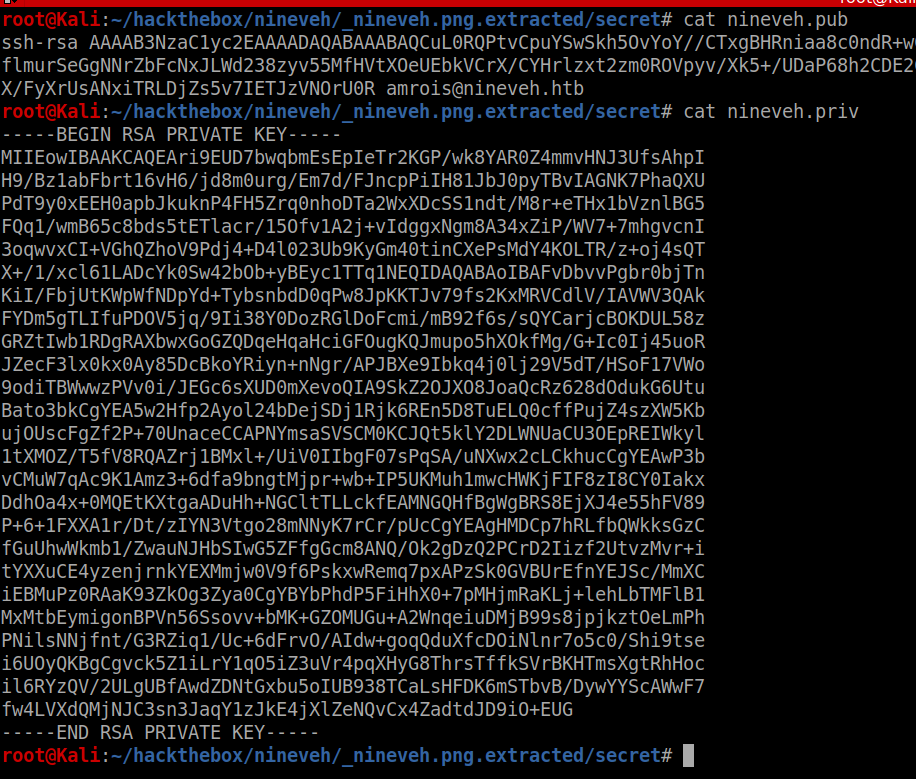 root@Kali:~/hackthebox/nineveh/_nineveh.png.extracted/secret# cat nineveh.pub
ssh-rsa AAAAB3NzaC1yc2EAAAADAQABAAABAQCuL0RQPtvCpuYSwSkh5OvYoY//CTxgBHRniaa8c0ndR+w
flmurSeGgNNrZbFcNxJLWd238zyv55MfHVtXOeUEbkVCrX/CYHrlzxt2zm0ROVpyv/Xk5+/UDaP68h2CDE2
X/FyXrUsANxiTRLDjZs5v7IETJzVNOrU0R amrois@nineveh.htb
root@Kali:~/hackthebox/nineveh/_nineveh.png.extracted/secret# cat nineveh.priv
-----BEGIN RSA PRIVATE KEY-----
MIIEowIBAAKCAQEAri9EUD7bwqbmEsEpIeTr2KGP/wk8YAR0Z4mmvHNJ3UfsAhpI
H9/Bz1abFbrt16vH6/jd8m0urg/Em7d/FJncpPiIH81JbJ0pyTBvIAGNK7PhaQXU
PdT9y0xEEH0apbJkuknP4FH5Zrq0nhoDTa2WxXDcSS1ndt/M8r+eTHx1bVznlBG5
FQq1/wmB65c8bds5tETlacr/15Ofv1A2j+vIdggxNgm8A34xZiP/WV7+7mhgvcnI
3oqwvxCI+VGhQZhoV9Pdj4+D4l023Ub9KyGm40tinCXePsMdY4KOLTR/z+oj4sQT
X+/1/xcl61LADcYk0Sw42bOb+yBEyc1TTq1NEQIDAQABAoIBAFvDbvvPgbr0bjTn
KiI/FbjUtKWpWfNDpYd+TybsnbdD0qPw8JpKKTJv79fs2KxMRVCdlV/IAVWV3QAk
FYDm5gTLIfuPDOV5jq/9Ii38Y0DozRGlDoFcmi/mB92f6s/sQYCarjcBOKDUL58z
GRZtIwb1RDgRAXbwxGoGZQDqeHqaHciGFOugKQJmupo5hXOkfMg/G+Ic0Ij45uoR
JZecF3lx0kx0Ay85DcBkoYRiyn+nNgr/APJBXe9Ibkq4j0lj29V5dT/HSoF17VWo
9odiTBWwwzPVv0i/JEGc6sXUD0mXevoQIA9SkZ2OJXO8JoaQcRz628dOdukG6Utu
Bato3bkCgYEA5w2Hfp2Ayol24bDejSDj1Rjk6REn5D8TuELQ0cffPujZ4szXW5Kb
ujOUscFgZf2P+70UnaceCCAPNYmsaSVSCM0KCJQt5klY2DLWNUaCU3OEpREIWkyl
1tXMOZ/T5fV8RQAZrj1BMxl+/UiV0IIbgF07sPqSA/uNXwx2cLCkhucCgYEAwP3b
vCMuW7qAc9K1Amz3+6dfa9bngtMjpr+wb+IP5UKMuh1mwcHWKjFIF8zI8CY0Iakx
DdhOa4x+0MQEtKXtgaADuHh+NGCltTLLckfEAMNGQHfBgWgBRS8EjXJ4e55hFV89
P+6+1FXXA1r/Dt/zIYN3Vtgo28mNNyK7rCr/pUcCgYEAgHMDCp7hRLfbQWkksGzC
fGuUhwWkmb1/ZwauNJHbSIwG5ZFfgGcm8ANQ/Ok2gDzQ2PCrD2Iizf2UtvzMvr+i
tYXXuCE4yzenjrnkYEXMmjw0V9f6PskxwRemq7pxAPzSk0GVBUrEfnYEJSc/MmXC
iEBMuPz0RAaK93ZkOg3Zya0CgYBYbPhdP5FiHhX0+7pMHjmRaKLj+lehLbTMFlB1
MxMtbEymigonBPVn56Ssovv+bMK+GZOMUGu+A2WnqeiuDMjB99s8jpjkztOeLmPh
PNilsNNjfnt/G3RZiq1/Uc+6dFrvO/AIdw+goqQduXfcDOiNlnr7o5c0/Shi9tse
i6UOyQKBgCgvck5Z1iLrY1qO5iZ3uVr4pqXHyG8ThrsTffkSVrBKHTmsXgtRhHoc
il6RYzQV/2ULgUBfAwdZDNtGxbu5oIUB938TCaLsHFDK6mSTbvB/DywYYScAWwF7
fw4LVXdQMjNJC3sn3JaqY1zJkE4jXlZeNQvCx4ZadtdJD9iO+EUG
-----END RSA PRIVATE KEY-----
root@Kali:~/hackthebox/nineveh/_nineveh.png.extracted/secret#